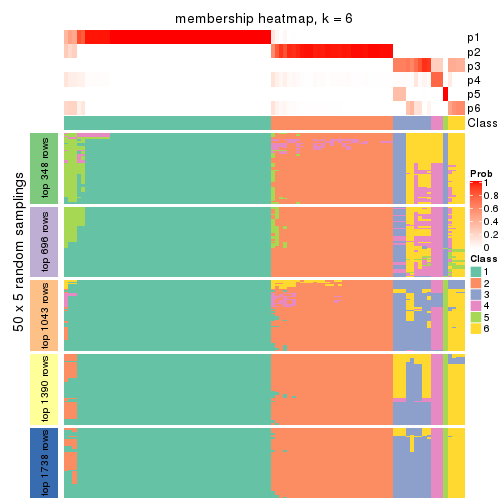 membership heatmap, k = 6
p1
p2
p3
p4
p5
p6
Class
50 x 5 random samplings
top 348 rows
top 696 rows
top 1043 rows
top 1390 rows
top 1738 rows
Prob
1
0.8
0.6
0.4
0.2
0
Class
1
2
3
4
5
6